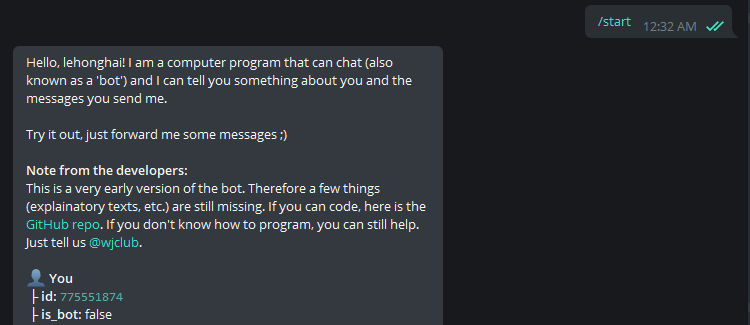 /start
12:32 AM
Hello, lehonghai! I am a computer program that can chat (also
known as a 'bot') and I can tell you something about you and the
messages you send me.
Try it out, just forward me some messages ;)
Note from the developers:
This is a very early version of the bot. Therefore a few things
(explainatory texts, etc.) are still missing. If you can code, here is the
GitHub repo. If you don't know how to program, you can still help.
Just tell us @wjclub.
👤 You
├ id: 775551874
├ is_bot: false